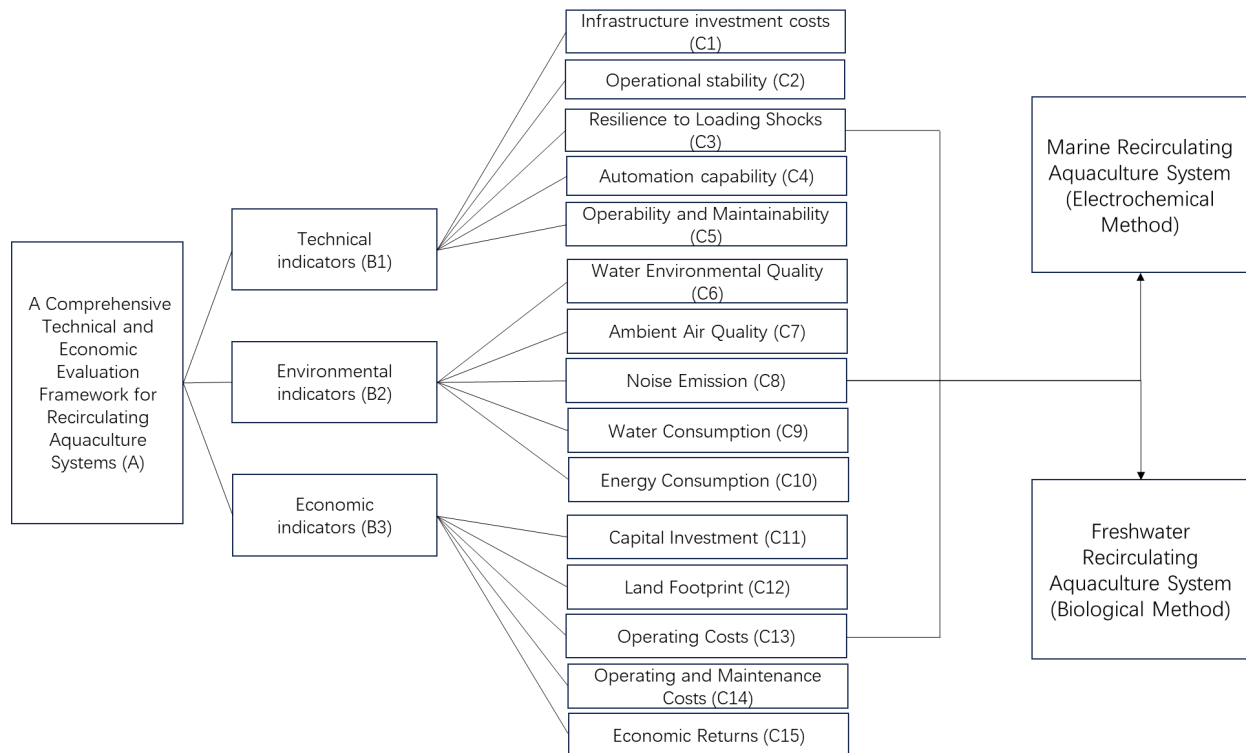 A Comprehensive
Technical and
Economic
Evaluation
Framework for
Recirculating
Aquaculture
Systems (A)
Technical
indicators (B1)
Environmental
indicators (B2)
Economic
indicators (B3)
Infrastructure investment costs
(C1)
Operational stability (C2)
Resilience to Loading Shocks
(C3)
Automation capability (C4)
Operability and Maintainability
(C5)
Water Environmental Quality
(C6)
Ambient Air Quality (C7)
Noise Emission (C8)
Water Consumption (C9)
Energy Consumption (C10)
Capital Investment (C11)
Land Footprint (C12)
Operating Costs (C13)
Operating and Maintenance
Costs (C14)
Economic Returns (C15)
Marine Recirculating
Aquaculture System
(Electrochemical
Method)
Freshwater
Recirculating
Aquaculture System
(Biological Method)